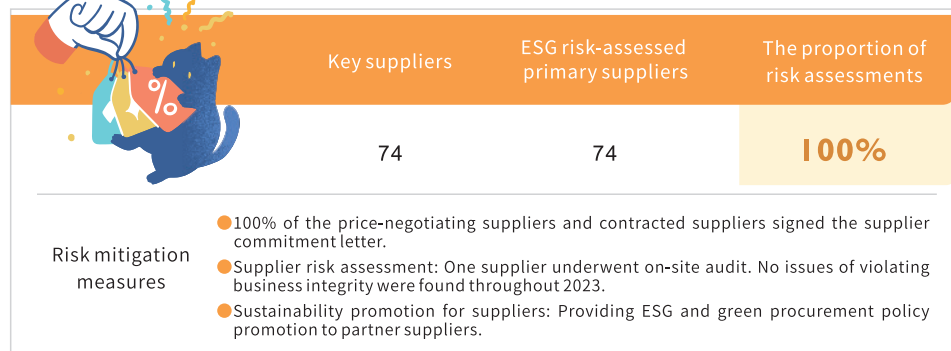 Key suppliers
ESG risk-assessed
primary suppliers
The proportion of
risk assessments
%
74
74
100%
Risk mitigation
measures
100% of the price-negotiating suppliers and contracted suppliers signed the supplier
commitment letter.
Supplier risk assessment: One supplier underwent on-site audit. No issues of violating
business integrity were found throughout 2023.
Sustainability promotion for suppliers: Providing ESG and green procurement policy
promotion to partner suppliers.